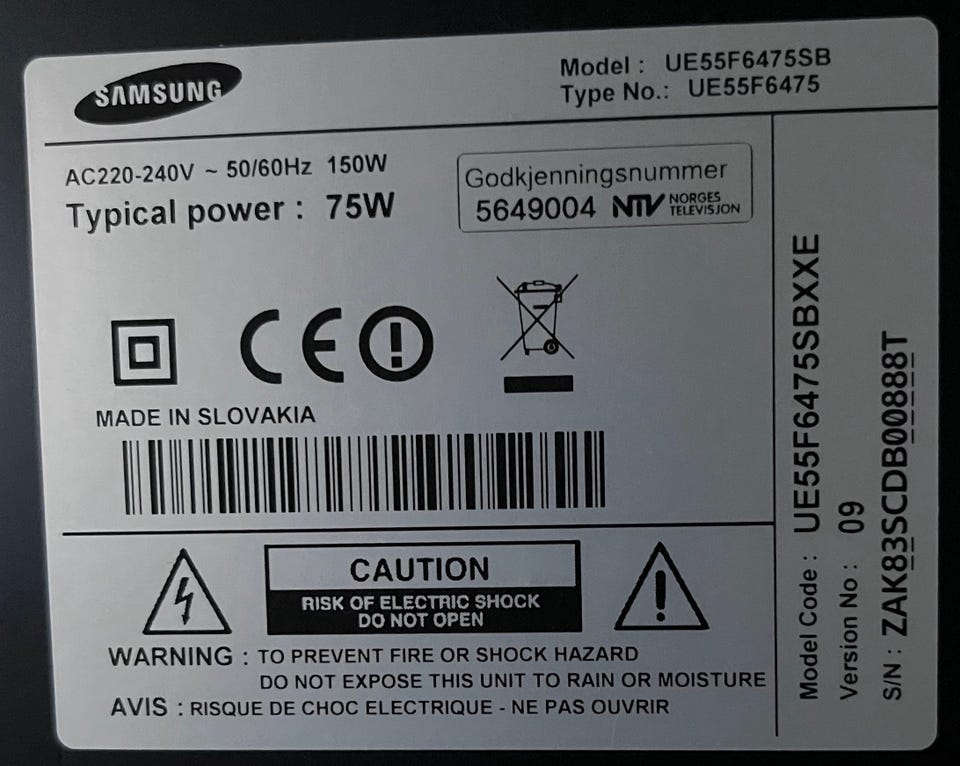 SAMSUNG
Model : UE55F6475SB
Type No.: UE55F6475
AC220-240V ~ 50/60Hz 150W
Typical power : 75W
Godkjenningsnummer
5649004 NTV NORGES TELEVISJON
CE
MADE IN SLOVAKIA
CAUTION
RISK OF ELECTRIC SHOCK
DO NOT OPEN
WARNING : TO PREVENT FIRE OR SHOCK HAZARD
DO NOT EXPOSE THIS UNIT TO RAIN OR MOISTURE
AVIS : RISQUE DE CHOC ELECTRIQUE - NE PAS OUVRIR
Model Code : UE55F6475SBXXE
Version No : 09
S/N : ZAK83SCDB00888T